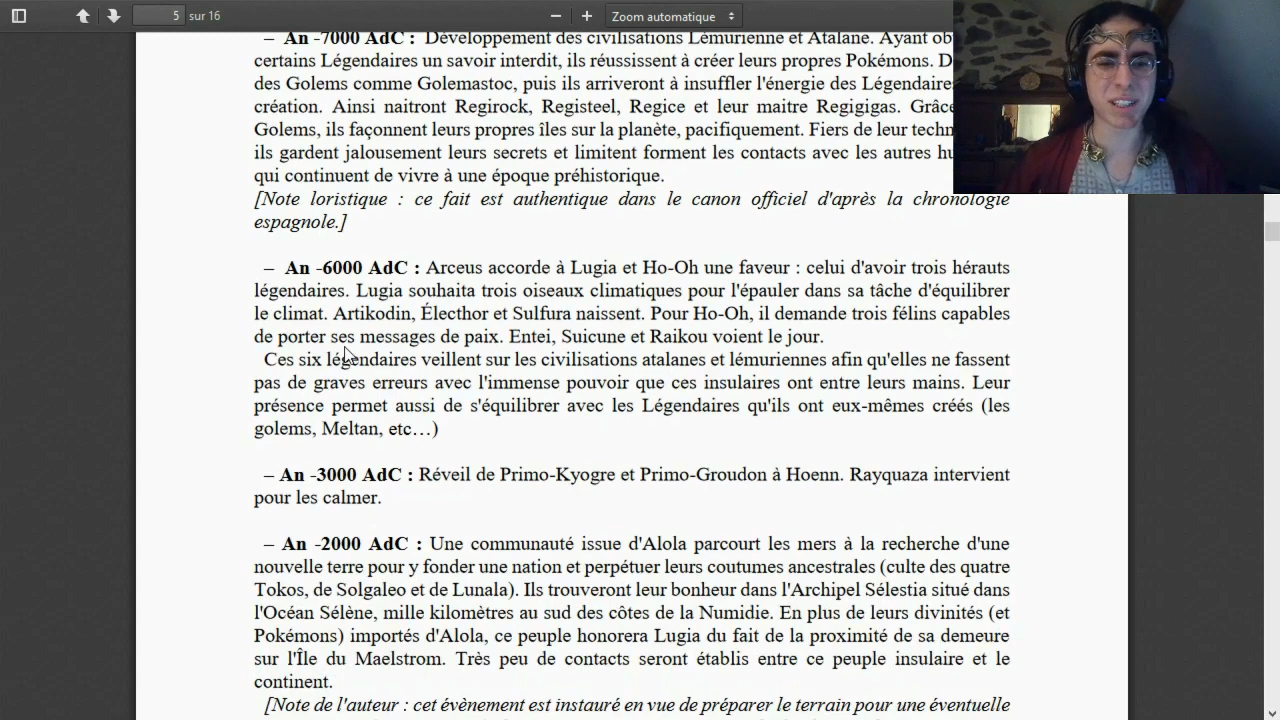 5 sur 16
Zoom automatique
– An -7000 AdC : Développement des civilisations Lémurienne et Atalane. Ayant
certains Légendaires un savoir interdit, ils réussissent à créer leurs propres Pokémons.
des Golems comme Golemastoc, puis ils arriveront à insuffler l'énergie des Légendaires
création. Ainsi naitront Regirock, Registeel, Regice et leur maitre Regigigas. Grâce
Golems, ils façonnent leurs propres îles sur la planète, pacifiquement. Fiers de leur
ils gardent jalousement leurs secrets et limitent forment les contacts avec les autres
qui continuent de vivre à une époque préhistorique.
[Note loristique : ce fait est authentique dans le canon officiel d'après la chronologie
espagnole.]
– An -6000 AdC : Arceus accorde à Lugia et Ho-Oh une faveur : celui d'avoir trois hérauts
légendaires. Lugia souhaita trois oiseaux climatiques pour l'épauler dans sa tâche d'équilibrer
le climat. Artikodin, Électhor et Sulfura naissent. Pour Ho-Oh, il demande trois félins capables
de porter ses messages de paix. Entei, Suicune et Raikou voient le jour.
Ces six légendaires veillent sur les civilisations atalanes et lémuriennes afin qu'elles ne fassent
pas de graves erreurs avec l'immense pouvoir que ces insulaires ont entre leurs mains. Leur
présence permet aussi de s'équilibrer avec les Légendaires qu'ils ont eux-mêmes créés (les
golems, Meltan, etc…)
– An -3000 AdC : Réveil de Primo-Kyogre et Primo-Groudon à Hoenn. Rayquaza intervient
pour les calmer.
– An -2000 AdC : Une communauté issue d'Alola parcourt les mers à la recherche d'une
nouvelle terre pour y fonder une nation et perpétuer leurs coutumes ancestrales (culte des quatre
Tokos, de Solgaleo et de Lunala). Ils trouveront leur bonheur dans l'Archipel Sélestia situé dans
l'Océan Sélène, mille kilomètres au sud des côtes de la Numidie. En plus de leurs divinités (et
Pokémons) importés d'Alola, ce peuple honorera Lugia du fait de la proximité de sa demeure
sur l'Île du Maelstrom. Très peu de contacts seront établis entre ce peuple insulaire et le
continent.
[Note de l'auteur : cet évènement est instauré en vue de préparer le terrain pour une éventuelle